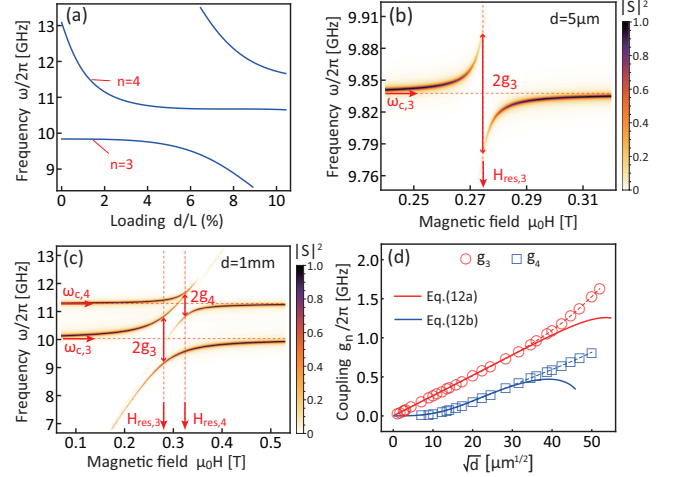 (a)
Frequency ω/2π [GHz]
13
12
11
10
9
n=4
n=3
0 2 4 6 8 10
Loading d/L (%)
(b)
d=5μm
|S|²
Frequency ω/2π [GHz]
9.91
9.88
9.84
9.79
9.76
2g3
ωc,3
Hres,3
0.25 0.27 0.29 0.31
Magnetic field μ0H [T]
1.0
0.8
0.6
0.4
0.2
0
(c)
d=1mm
|S|²
Frequency ω/2π [GHz]
13
12
11
10
9
8
7
ωc,4
ωc,3
2g4
2g3
Hres,3
Hres,4
0.1 0.2 0.3 0.4 0.5
Magnetic field μ0H [T]
1.0
0.8
0.6
0.4
0.2
0
(d)
g3
g4
Eq.(12a)
Eq.(12b)
Coupling gn/2π [GHz]
2.0
1.5
1.0
0.5
0.0
0 10 20 30 40 50
√d [μm1/2]